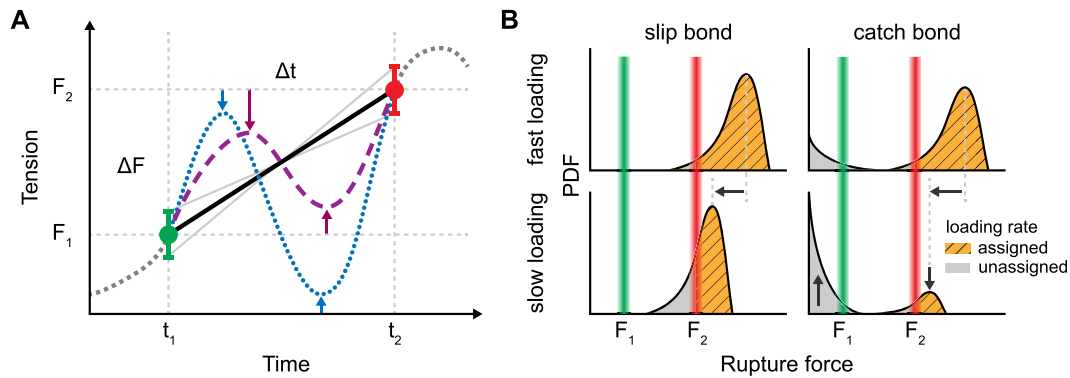 A
Tension
F2
F1
ΔF
Δt
t1
t2
Time
B
slip bond
catch bond
fast loading
slow loading
PDF
loading rate
assigned
unassigned
F1
F2
F1
F2
Rupture force